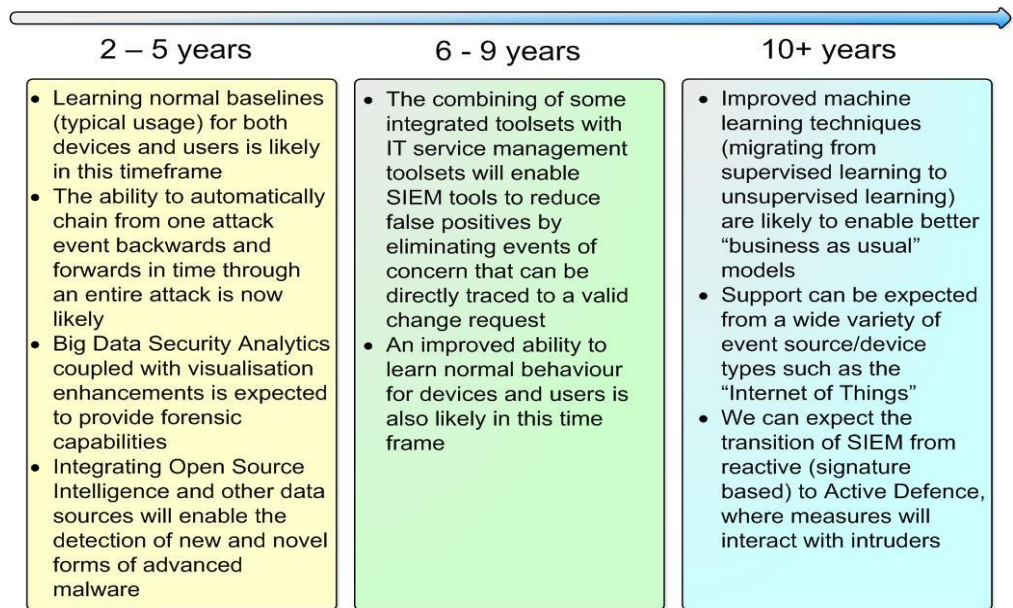 2 – 5 years
• Learning normal baselines
(typical usage) for both
devices and users is likely
in this timeframe
• The ability to automatically
chain from one attack
event backwards and
forwards in time through
an entire attack is now
likely
• Big Data Security Analytics
coupled with visualisation
enhancements is expected
to provide forensic
capabilities
• Integrating Open Source
Intelligence and other data
sources will enable the
detection of new and novel
forms of advanced
malware
6 - 9 years
• The combining of some
integrated toolsets with
IT service management
toolsets will enable
SIEM tools to reduce
false positives by
eliminating events of
concern that can be
directly traced to a valid
change request
• An improved ability to
learn normal behaviour
for devices and users is
also likely in this time
frame
10+ years
• Improved machine
learning techniques
(migrating from
supervised learning to
unsupervised learning)
are likely to enable better
“business as usual”
models
• Support can be expected
from a wide variety of
event source/device
types such as the
“Internet of Things”
• We can expect the
transition of SIEM from
reactive (signature
based) to Active Defence,
where measures will
interact with intruders